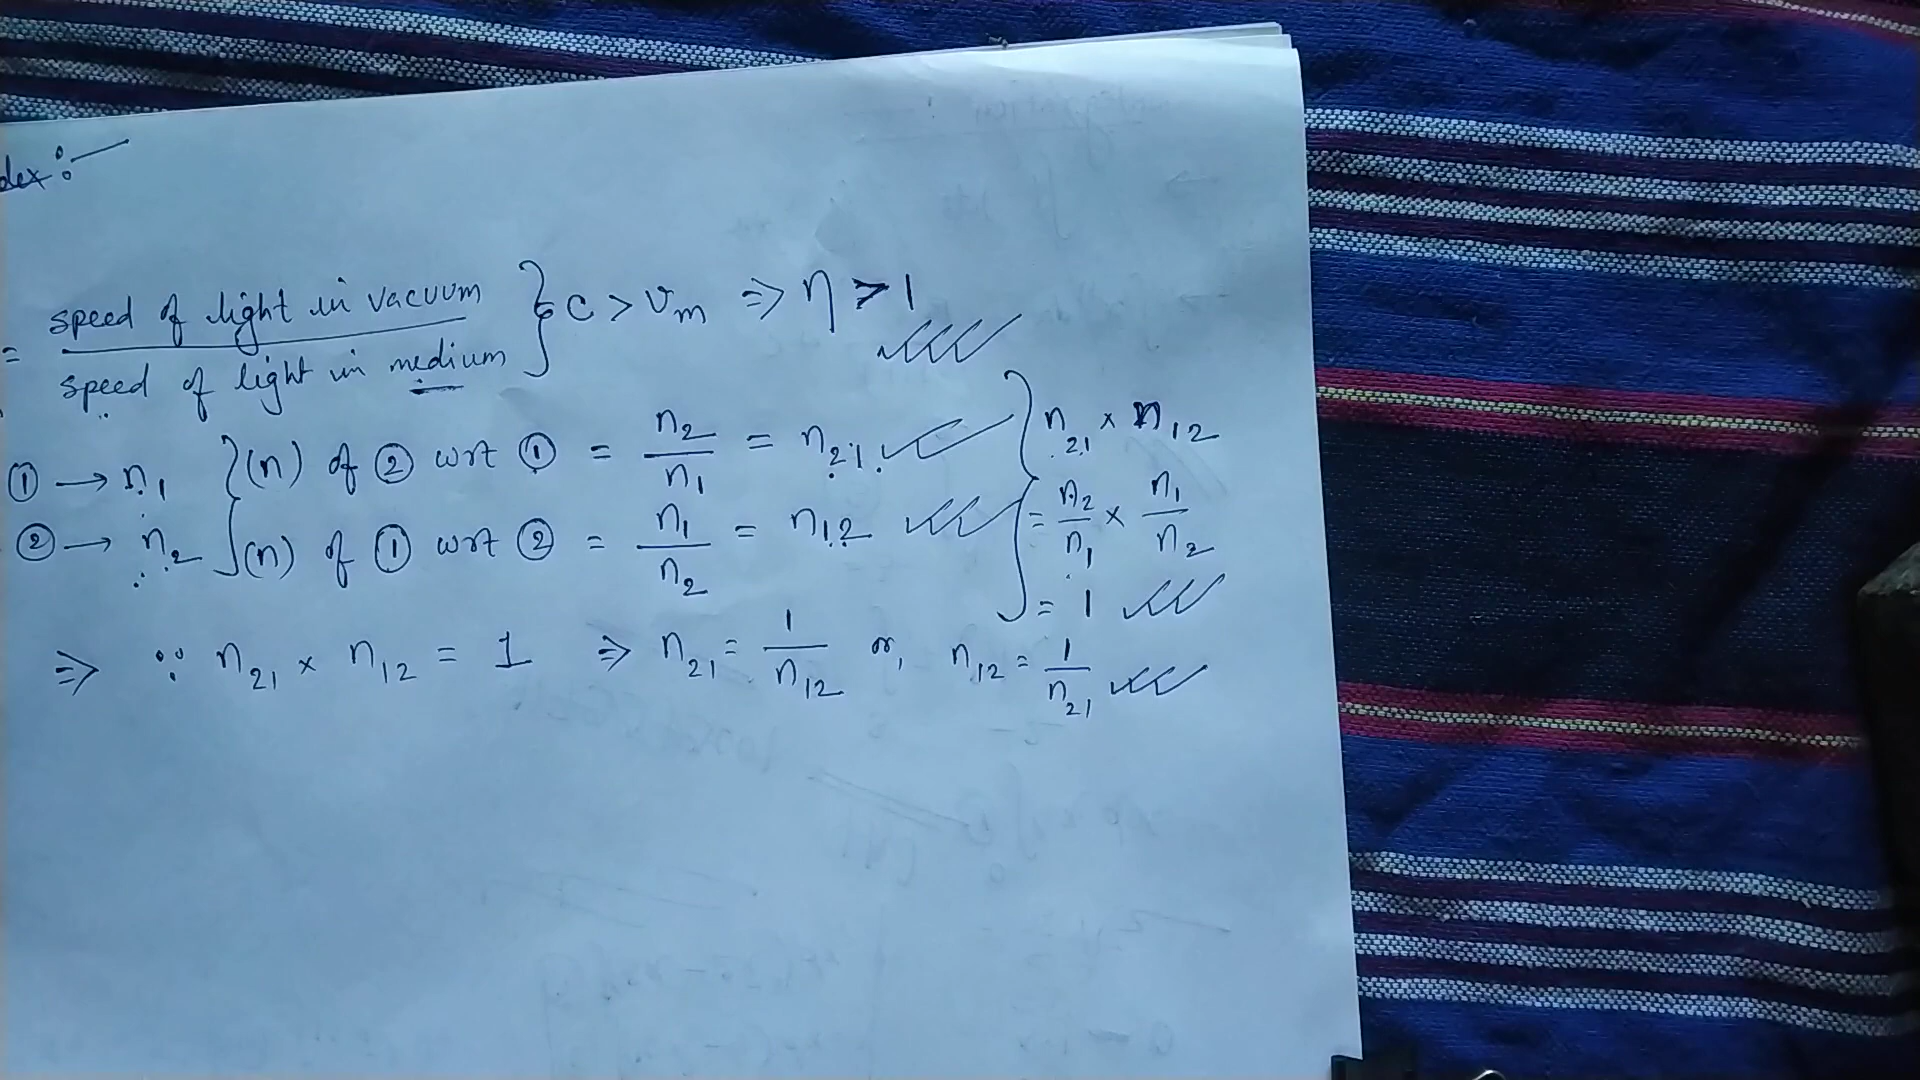 dex :
= speed of light in vacuum / speed of light in medium } c > vm ⇒ η > 1
① → n1 } (n) of ② wrt ① = n2/n1 = n21.
② → n2 } (n) of ① wrt ② = n1/n2 = n12
} n21 × n12
= n2/n1 × n1/n2
= 1
⇒ ∵ n21 × n12 = 1 ⇒ n21 = 1/n12 or, n12 = 1/n21